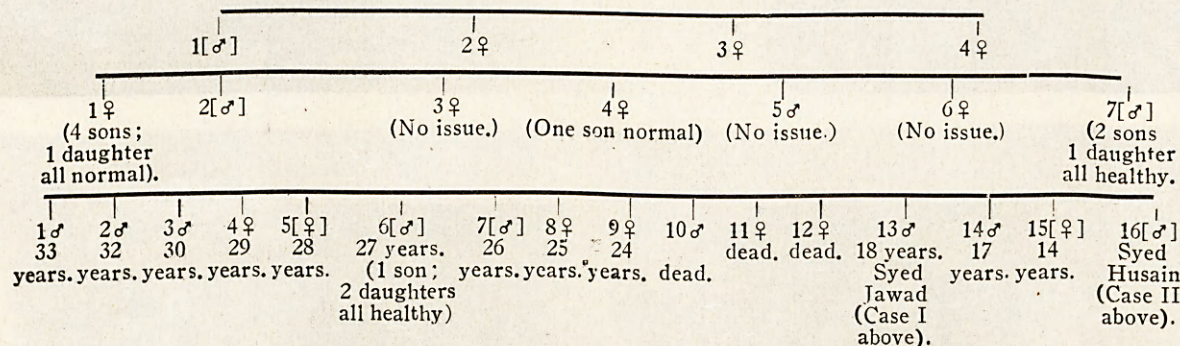 1[♂] 2♀ 3♀ 4♀
1♀ 2[♂] 3♀ 4♀ 5♂ 6♀ 7[♂]
(4 sons; (No issue.) (One son normal) (No issue.) (No issue.) (2 sons
1 daughter 1 daughter
all normal). all healthy.
1♂ 2♂ 3♂ 4♀ 5[♀] 6[♂] 7[♂] 8♀ 9♀ 10♂ 11♀ 12♀ 13♂ 14♂ 15[♀] 16[♂]
33 32 30 29 28 27 years. 26 25 24 dead. dead. 18 years. 17 14 Syed
years. years. years. years. years. (1 son; years. years. years. dead. Syed years. years. Husain
2 daughters Jawad (Case II
all healthy) (Case I above).
above).